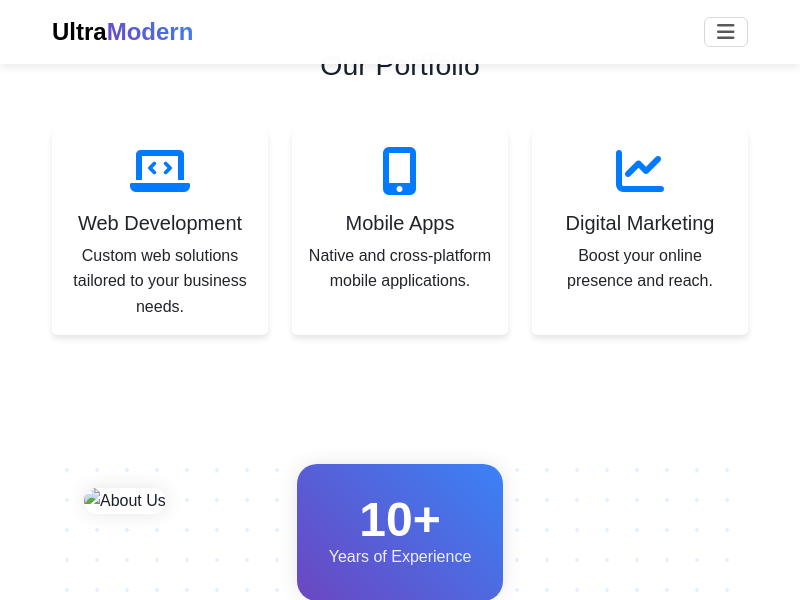 UltraModern
Our Portfolio
Web Development
Custom web solutions
tailored to your business
needs.
Mobile Apps
Native and cross-platform
mobile applications.
Digital Marketing
Boost your online
presence and reach.
About Us
10+
Years of Experience